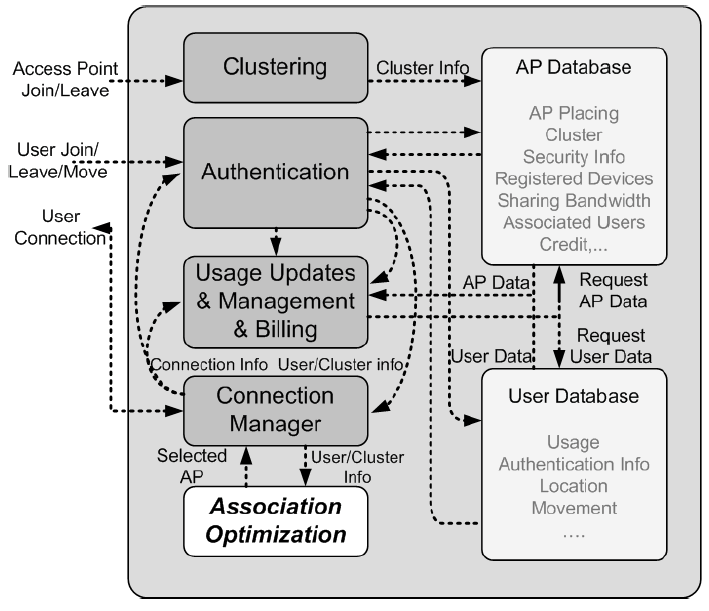 Access Point
Join/Leave
Clustering
Cluster Info
AP Database
AP Placing
Cluster
Security Info
Registered Devices
Sharing Bandwidth
Associated Users
Credit,...
User Join/
Leave/Move
Authentication
User
Connection
Usage Updates
& Management
& Billing
AP Data
Request
AP Data
Request
User Data
User Data
Connection Info
User/Cluster info
Connection
Manager
User Database
Usage
Authentication Info
Location
Movement
....
Selected
AP
User/Cluster
Info
Association
Optimization